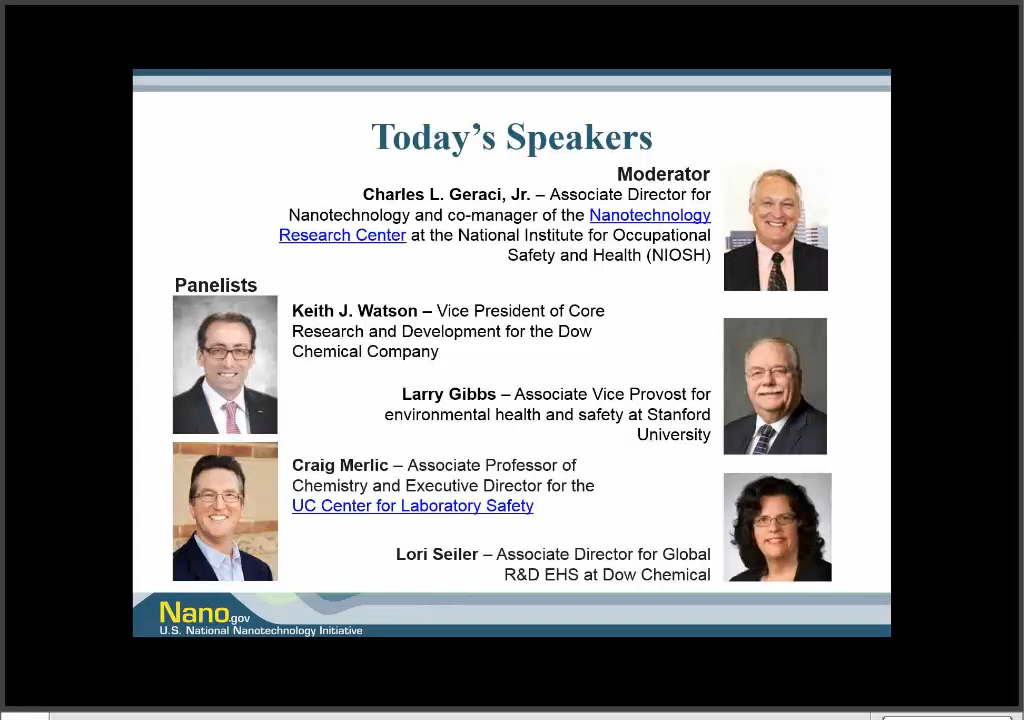 Today's Speakers
Moderator
Charles L. Geraci, Jr. – Associate Director for
Nanotechnology and co-manager of the Nanotechnology
Research Center at the National Institute for Occupational
Safety and Health (NIOSH)
Panelists
Keith J. Watson – Vice President of Core
Research and Development for the Dow
Chemical Company
Larry Gibbs – Associate Vice Provost for
environmental health and safety at Stanford
University
Craig Merlic – Associate Professor of
Chemistry and Executive Director for the
UC Center for Laboratory Safety
Lori Seiler – Associate Director for Global
R&D EHS at Dow Chemical
Nano.gov
U.S. National Nanotechnology Initiative